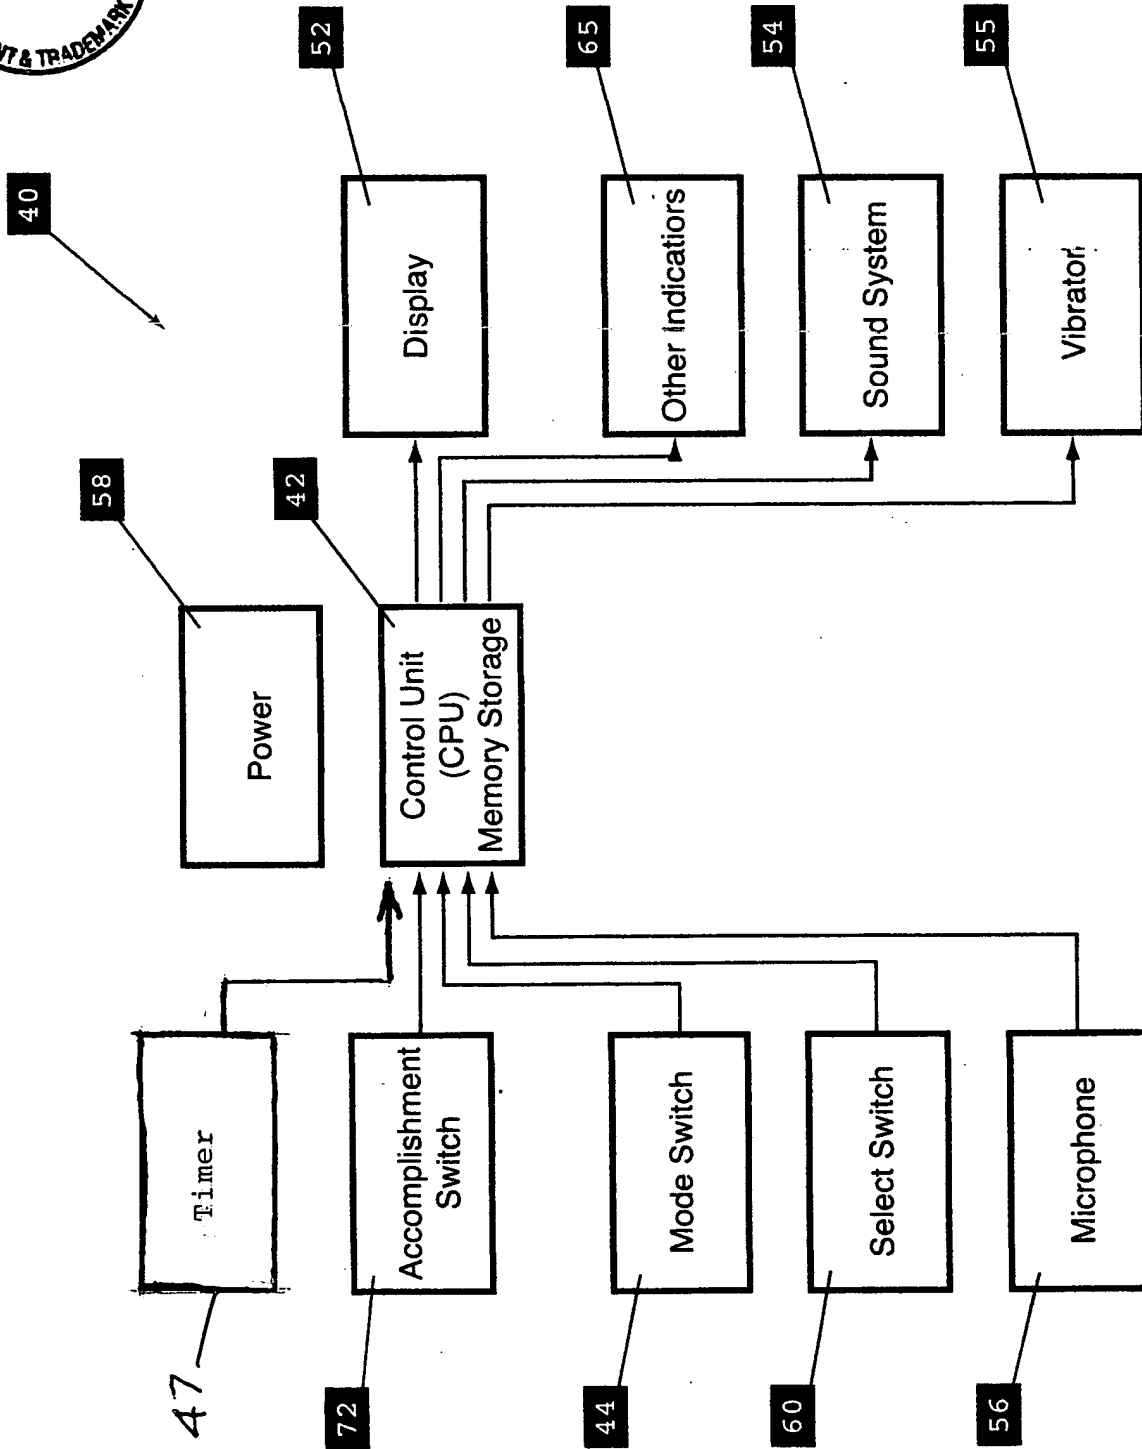 NT & TRADEMARK
40
58
Power
47
Timer
72
Accomplishment
Switch
44
Mode Switch
60
Select Switch
56
Microphone
42
Control Unit
(CPU)
Memory Storage
52
Display
65
Other Indicatiors
54
Sound System
55
Vibrator